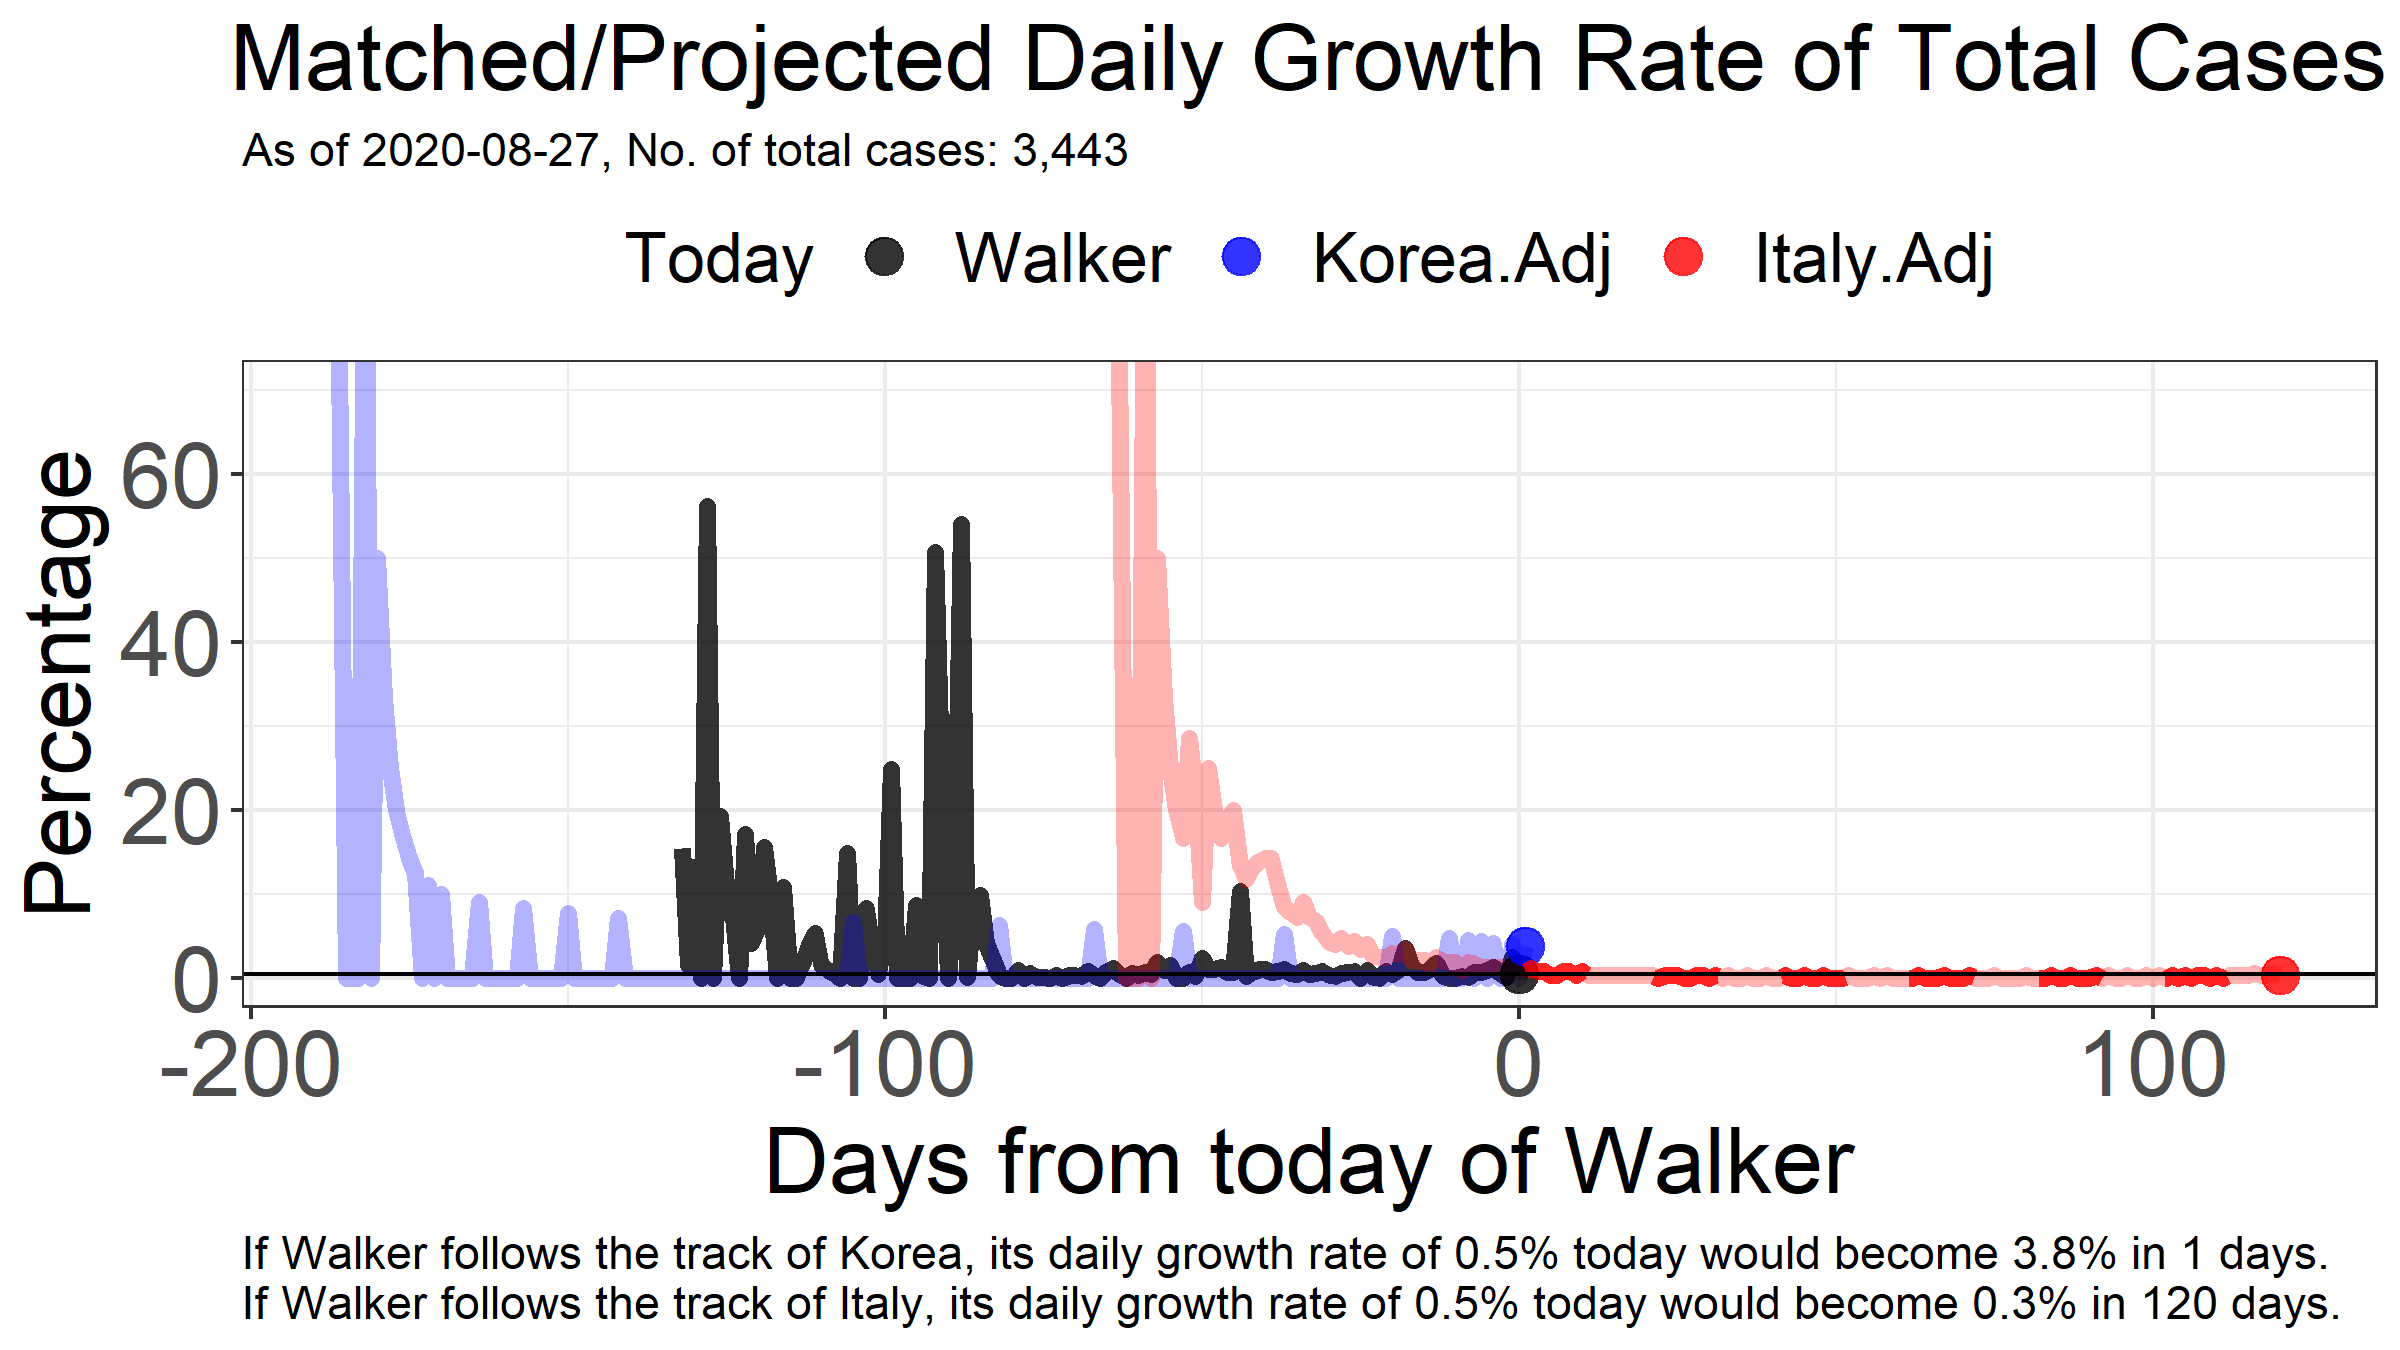 Matched/Projected Daily Growth Rate of Total Cases
As of 2020-08-27, No. of total cases: 3,443
Today Walker Korea.Adj Italy.Adj
Percentage
60
40
20
0
-200 -100 0 100
Days from today of Walker
If Walker follows the track of Korea, its daily growth rate of 0.5% today would become 3.8% in 1 days.
If Walker follows the track of Italy, its daily growth rate of 0.5% today would become 0.3% in 120 days.